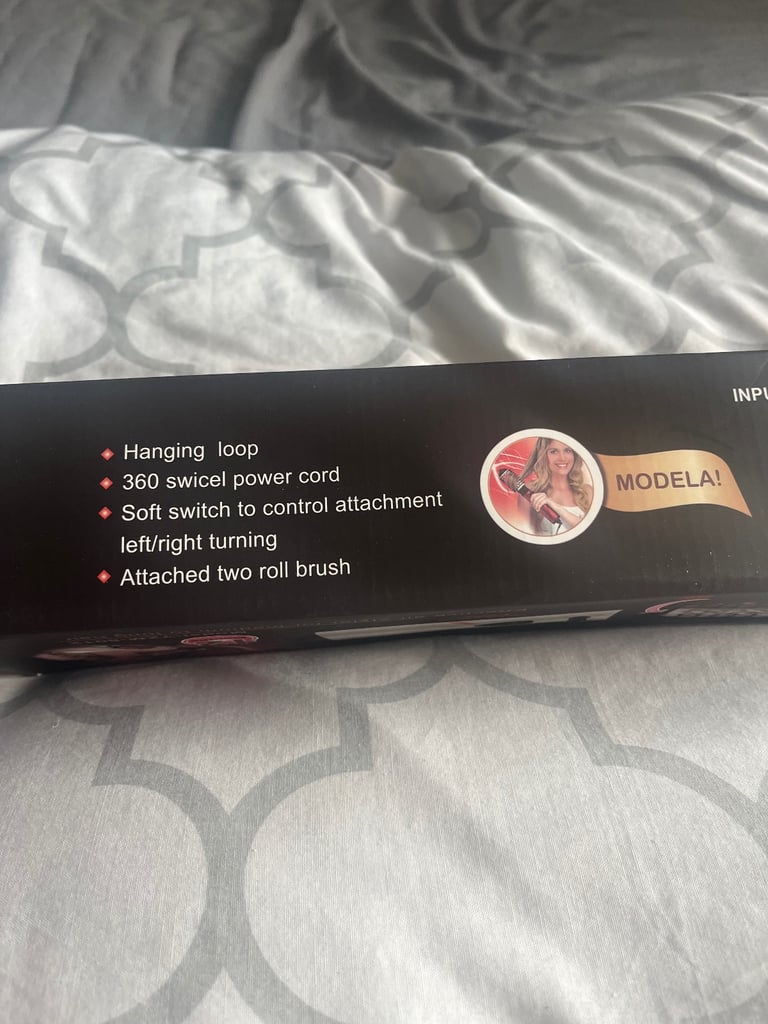 Hanging loop
360 swicel power cord
Soft switch to control attachment
left/right turning
Attached two roll brush
MODELA!